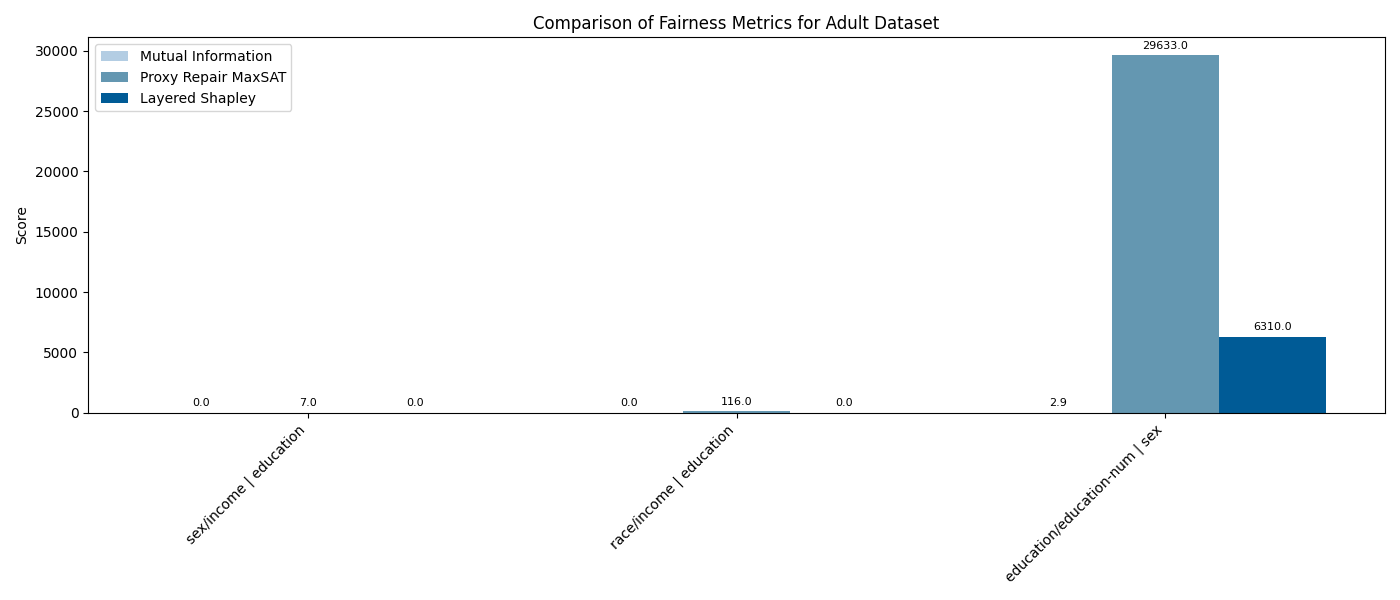 Comparison of Fairness Metrics for Adult Dataset
Mutual Information
Proxy Repair MaxSAT
Layered Shapley
Score
30000
25000
20000
15000
10000
5000
0
0.0
7.0
0.0
0.0
116.0
0.0
2.9
29633.0
6310.0
sex/income | education
race/income | education
education/education-num | sex